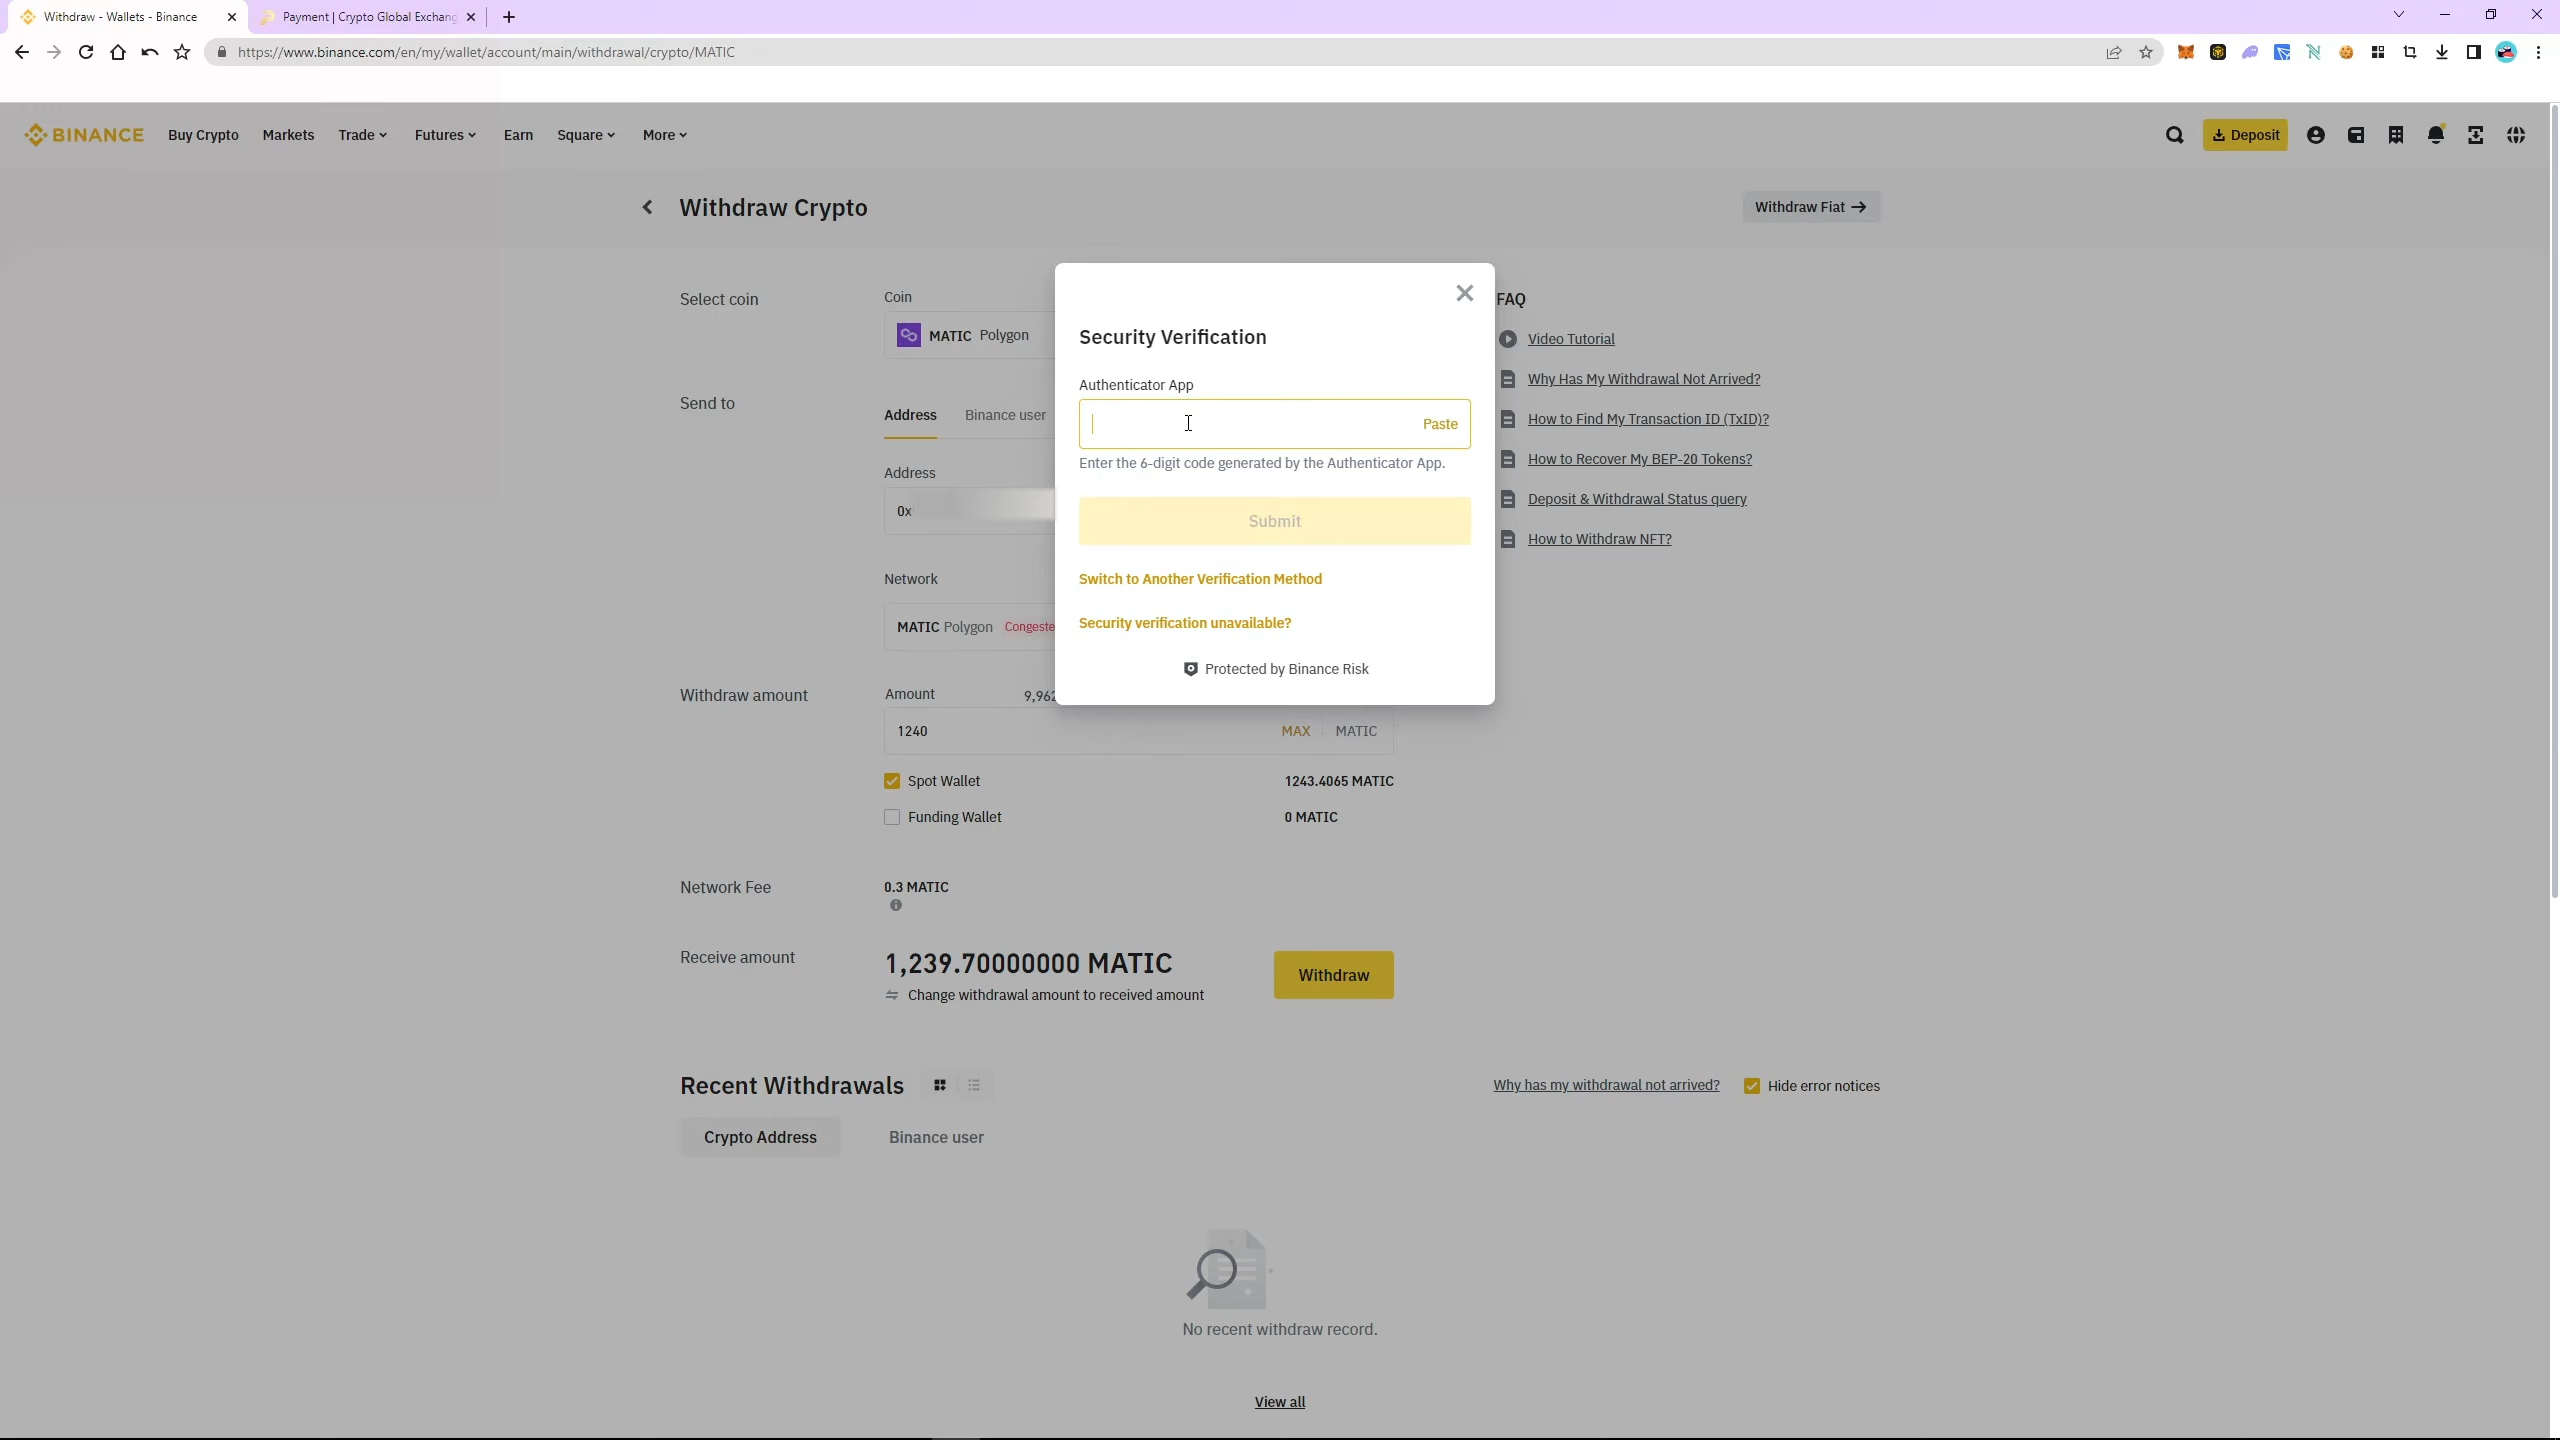 Withdraw - Wallets - Binance
Payment | Crypto Global Exchang
https://www.binance.com/en/my/wallet/account/main/withdrawal/crypto/MATIC
BINANCE Buy Crypto Markets Trade Futures Earn Square More Deposit
Withdraw Crypto
Withdraw Fiat
Select coin
Coin
MATIC Polygon
Send to
Address Binance user
Address
0x
Network
MATIC Polygon Congeste
Security Verification
Authenticator App
Paste
Enter the 6-digit code generated by the Authenticator App.
Submit
Switch to Another Verification Method
Security verification unavailable?
Protected by Binance Risk
FAQ
Video Tutorial
Why Has My Withdrawal Not Arrived?
How to Find My Transaction ID (TxID)?
How to Recover My BEP-20 Tokens?
Deposit & Withdrawal Status query
How to Withdraw NFT?
Withdraw amount
Amount 9,962
1240 MAX MATIC
Spot Wallet 1243.4065 MATIC
Funding Wallet 0 MATIC
Network Fee
0.3 MATIC
Receive amount
1,239.70000000 MATIC
Change withdrawal amount to received amount
Withdraw
Recent Withdrawals
Why has my withdrawal not arrived? Hide error notices
Crypto Address Binance user
No recent withdraw record.
View all